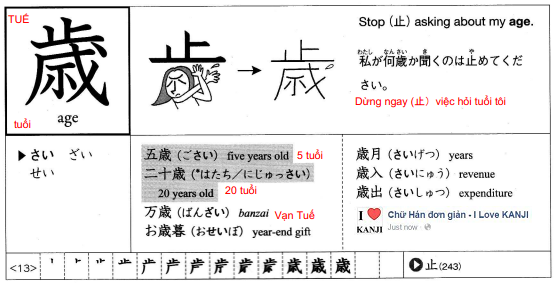 TUẾ
歳
tuổi
age
止 → 歳
Stop (止) asking about my age.
わたし なんさい き や
私が何歳か聞くのは止めてくだ
さい。
Dừng ngay (止) việc hỏi tuổi tôi
▶さい ざい
せい
五歳 (ごさい) five years old 5 tuổi
二十歳 (*はたち／にじゅっさい)
20 years old 20 tuổi
万歳 (ばんざい) banzai Vạn Tuế
お歳暮 (おせいぼ) year-end gift
歳月 (さいげつ) years
歳入 (さいにゅう) revenue
歳出 (さいしゅつ) expenditure
I ❤ KANJI
Chữ Hán đơn giản - I Love KANJI
Just now
<13>
歳 歳
止 (243)